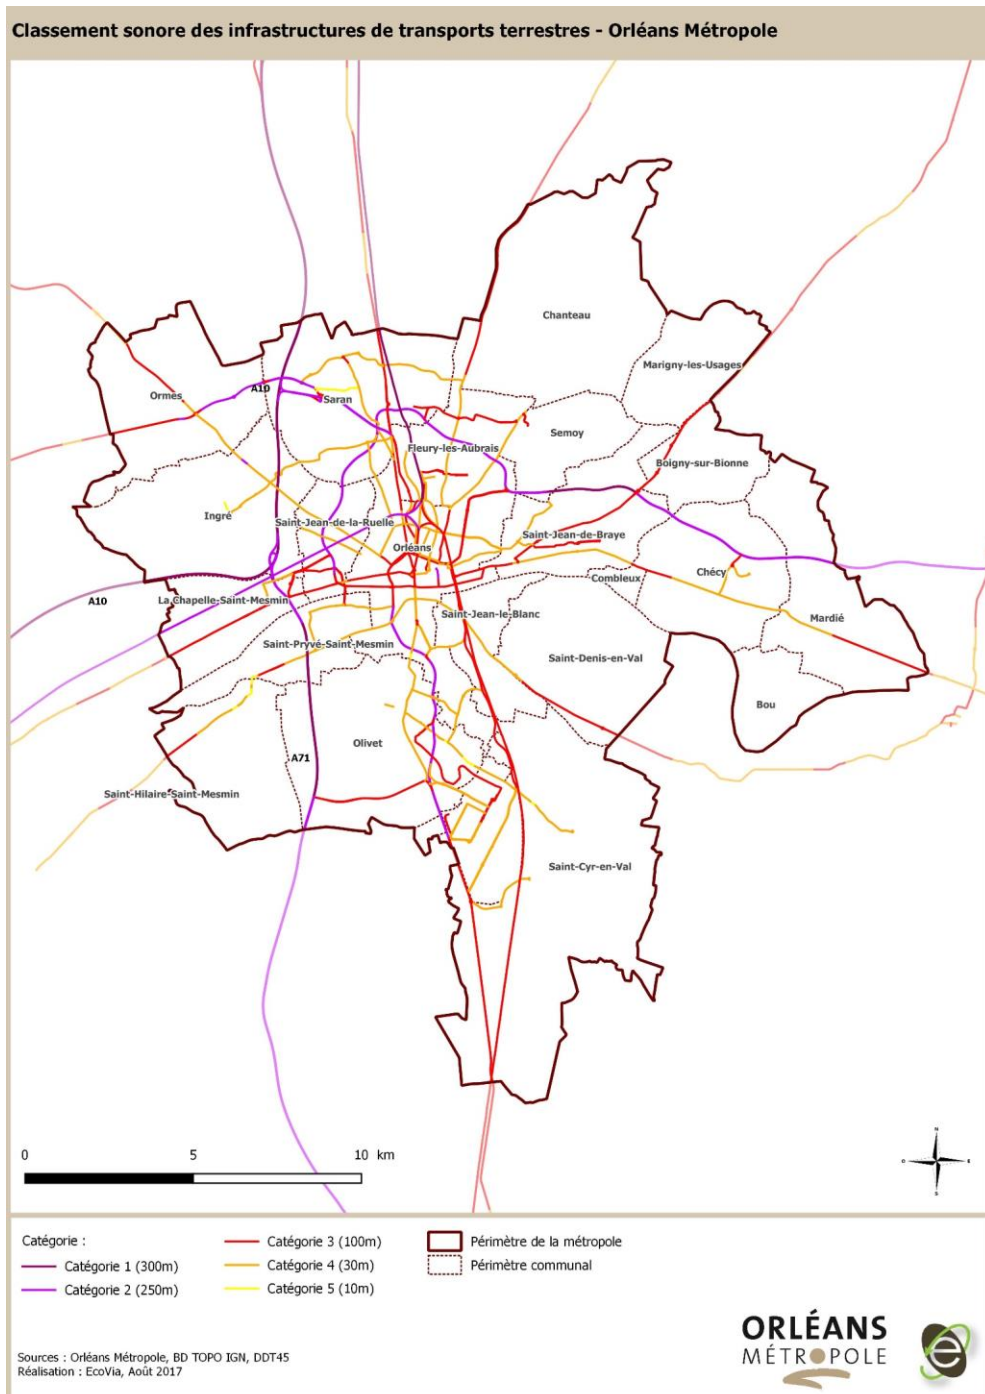 Classement sonore des infrastructures de transports terrestres - Orléans Métropole
Chanteau
Marigny-les-Usages
Ormes
A10
Saran
Semoy
Fleury-les-Aubrais
Boigny-sur-Bionne
Ingré
Saint-Jean-de-la-Ruelle
Saint-Jean-de-Braye
Orléans
Combleux
Chécy
A10
La Chapelle-Saint-Mesmin
Saint-Jean-le-Blanc
Mardié
Saint-Pryvé-Saint-Mesmin
Saint-Denis-en-Val
Bou
Olivet
A71
Saint-Hilaire-Saint-Mesmin
Saint-Cyr-en-Val
0 5 10 km
N
O E
S
Catégorie :
Catégorie 1 (300m)
Catégorie 2 (250m)
Catégorie 3 (100m)
Catégorie 4 (30m)
Catégorie 5 (10m)
Périmètre de la métropole
Périmètre communal
Sources : Orléans Métropole, BD TOPO IGN, DDT45
Réalisation : EcoVia, Août 2017
ORLÉANS
MÉTROPOLE
e